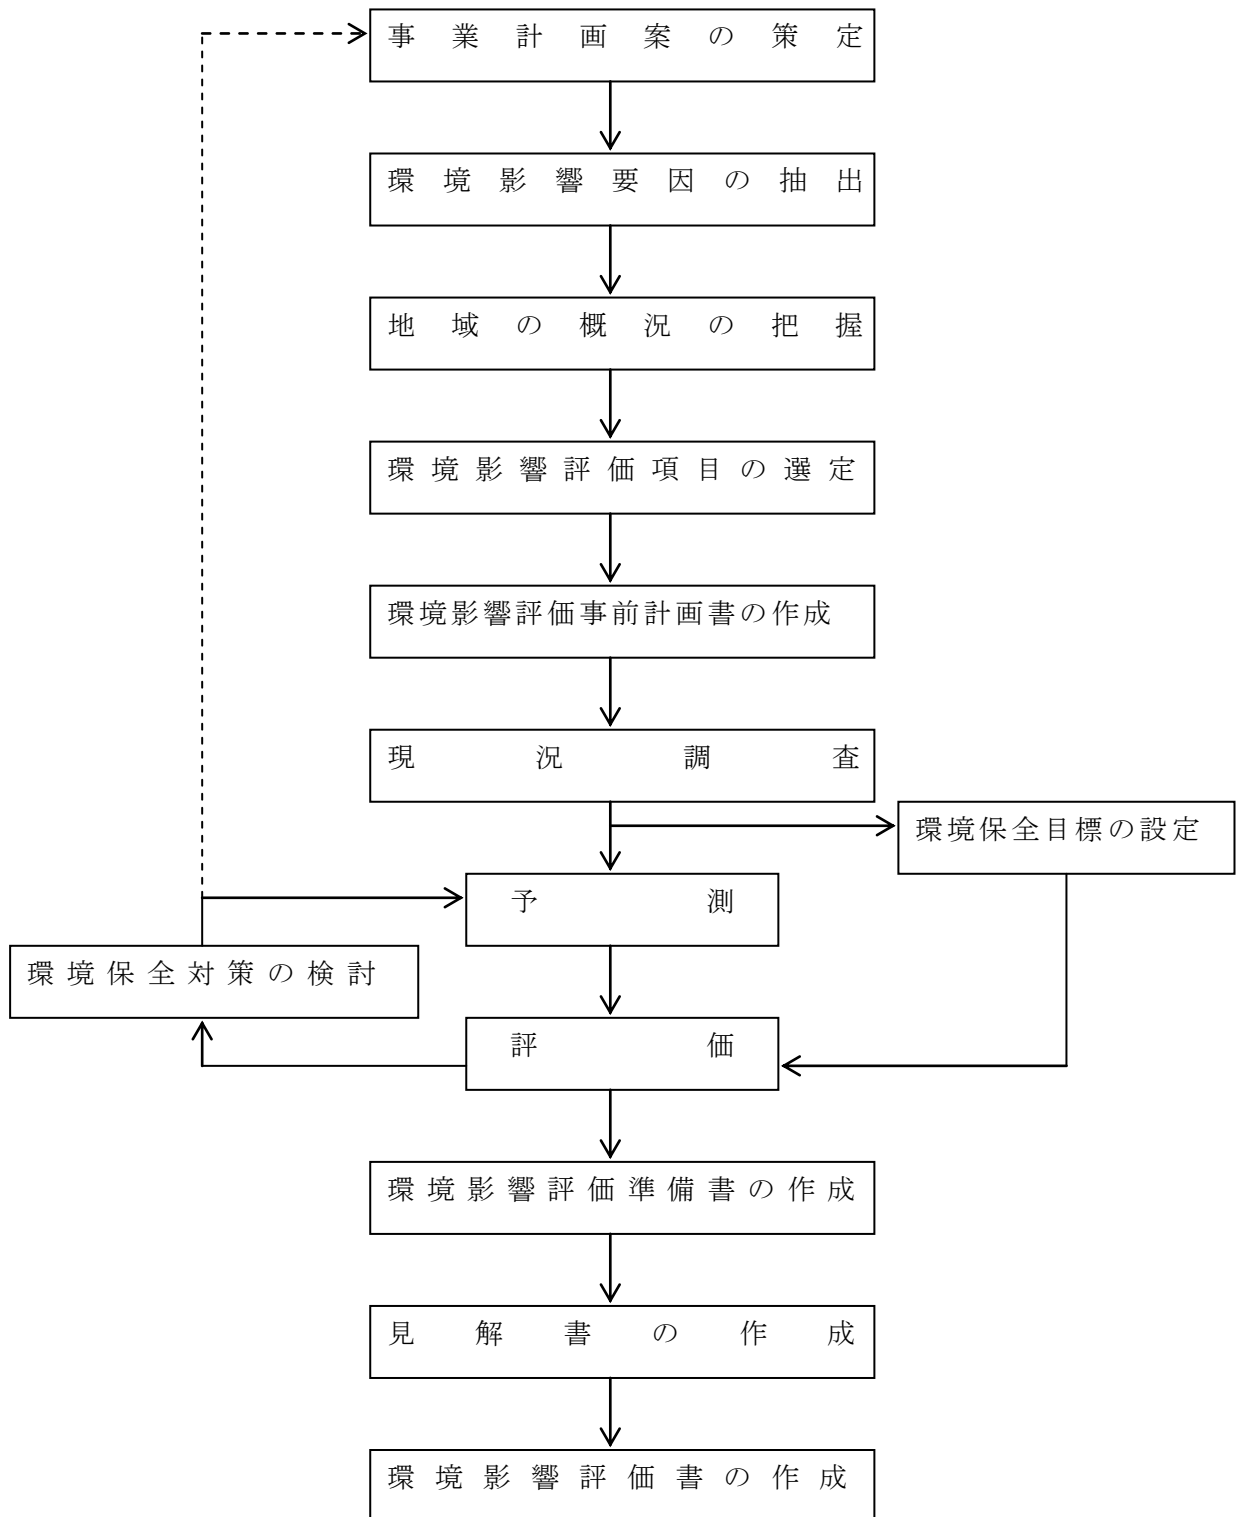 事業計画案の策定
環境影響要因の抽出
地域の概況の把握
環境影響評価項目の選定
環境影響評価事前計画書の作成
現況調査
環境保全目標の設定
予測
環境保全対策の検討
評価
環境影響評価準備書の作成
見解書の作成
環境影響評価書の作成